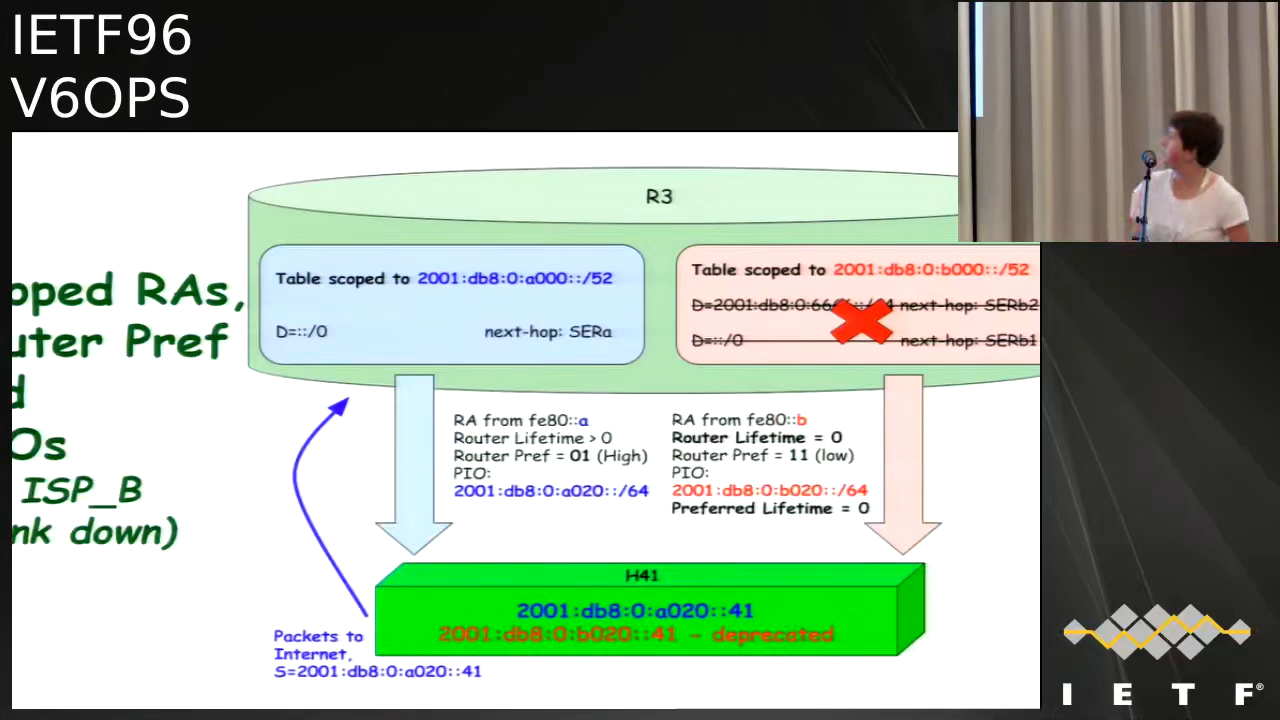 IETF96
V6OPS
R3
Table scoped to 2001:db8:0:a000::/52
D=::/0 next-hop: SERa
Table scoped to 2001:db8:0:b000::/52
next-hop: SERb2
D=::/0 next-hop: SERb1
RAs,
Pref
ISP_B
down)
RA from fe80::a
Router Lifetime > 0
Router Pref = 01 (High)
PIO:
2001:db8:0:a020::/64
RA from fe80::b
Router Lifetime = 0
Router Pref = 11 (low)
PIO:
2001:db8:0:b020::/64
Preferred Lifetime = 0
H41
2001:db8:0:a020::41
2001:db8:0:b020::41 - deprecated
Packets to
Internet,
S=2001:db8:0:a020::41
I E T F®